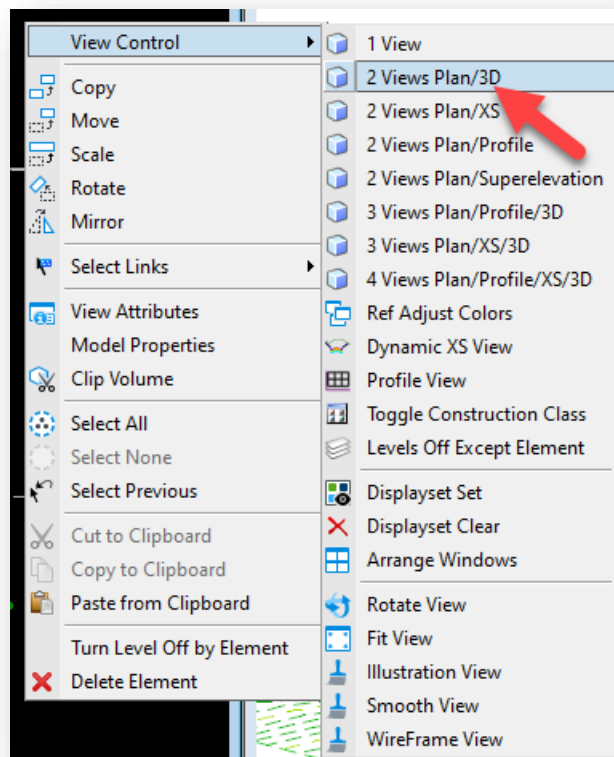 View Control
Copy
Move
Scale
Rotate
Mirror
Select Links
View Attributes
Model Properties
Clip Volume
Select All
Select None
Select Previous
Cut to Clipboard
Copy to Clipboard
Paste from Clipboard
Turn Level Off by Element
Delete Element
1 View
2 Views Plan/3D
2 Views Plan/XS
2 Views Plan/Profile
2 Views Plan/Superelevation
3 Views Plan/Profile/3D
3 Views Plan/XS/3D
4 Views Plan/Profile/XS/3D
Ref Adjust Colors
Dynamic XS View
Profile View
Toggle Construction Class
Levels Off Except Element
Displayset Set
Displayset Clear
Arrange Windows
Rotate View
Fit View
Illustration View
Smooth View
WireFrame View